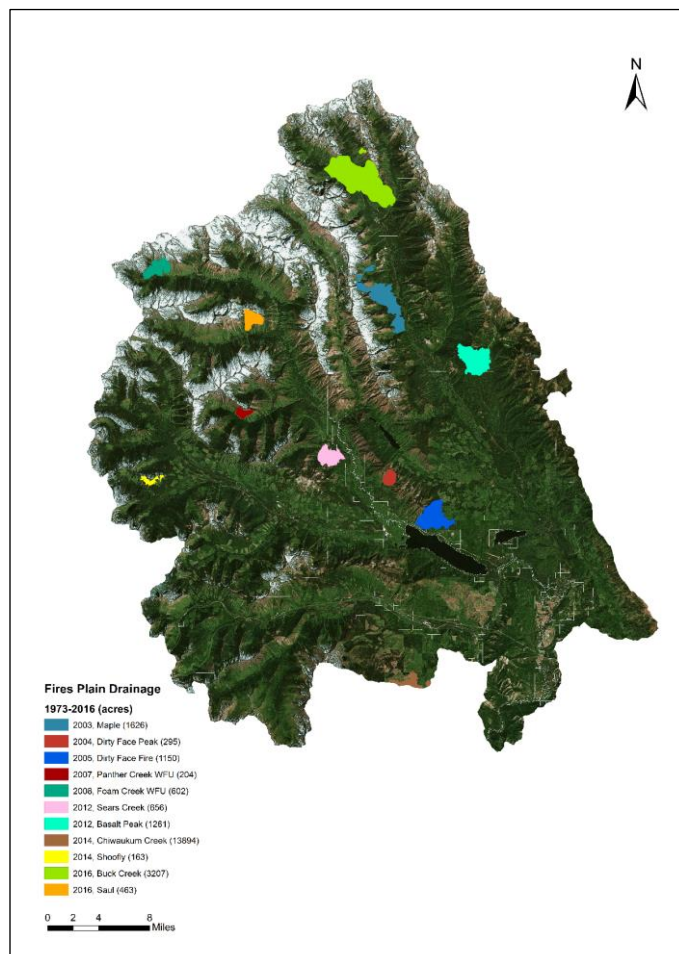 N
Fires Plain Drainage
1973-2016 (acres)
2003, Maple (1626)
2004, Dirty Face Peak (295)
2005, Dirty Face Fire (1150)
2007, Panther Creek WFU (204)
2008, Foam Creek WFU (602)
2012, Sears Creek (656)
2012, Basalt Peak (1261)
2014, Chiwaukum Creek (13894)
2014, Shoofly (163)
2016, Buck Creek (3207)
2016, Saul (463)
0 2 4 8
Miles